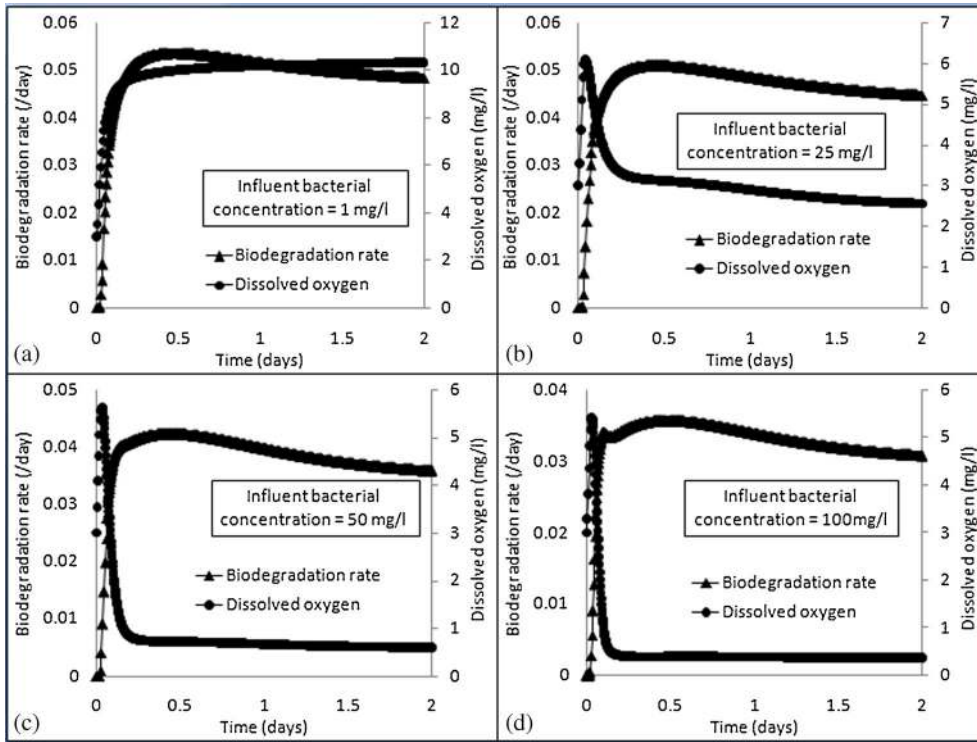 0.06
0.05
0.04
0.03
0.02
0.01
0
Biodegradation rate (/day)
12
10
8
6
4
2
0
Dissolved oxygen (mg/l)
Influent bacterial
concentration = 1 mg/l
Biodegradation rate
Dissolved oxygen
0 0.5 1 1.5 2
Time (days)
(a)
0.06
0.05
0.04
0.03
0.02
0.01
0
Biodegradation rate (/day)
7
6
5
4
3
2
1
0
Dissolved oxygen (mg/l)
Influent bacterial
concentration = 25 mg/l
Biodegradation rate
Dissolved oxygen
0 0.5 1 1.5 2
Time (days)
(b)
0.05
0.04
0.03
0.02
0.01
0
Biodegradation rate (/day)
6
5
4
3
2
1
0
Dissolved oxygen (mg/l)
Influent bacterial
concentration = 50 mg/l
Biodegradation rate
Dissolved oxygen
0 0.5 1 1.5 2
Time (days)
(c)
0.04
0.03
0.02
0.01
0
Biodegradation rate (/day)
6
5
4
3
2
1
0
Dissolved oxygen (mg/l)
Influent bacterial
concentration = 100mg/l
Biodegradation rate
Dissolved oxygen
0 0.5 1 1.5 2
Time (days)
(d)